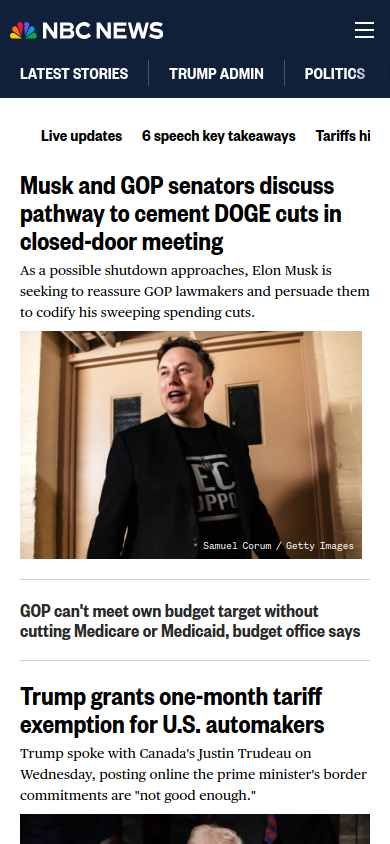 NBC NEWS
LATEST STORIES
TRUMP ADMIN
POLITICS
Live updates
6 speech key takeaways
Tariffs hi
Musk and GOP senators discuss
pathway to cement DOGE cuts in
closed-door meeting
As a possible shutdown approaches, Elon Musk is
seeking to reassure GOP lawmakers and persuade them
to codify his sweeping spending cuts.
EC
UPPO
Samuel Corum / Getty Images
GOP can't meet own budget target without
cutting Medicare or Medicaid, budget office says
Trump grants one-month tariff
exemption for U.S. automakers
Trump spoke with Canada's Justin Trudeau on
Wednesday, posting online the prime minister's border
commitments are "not good enough."